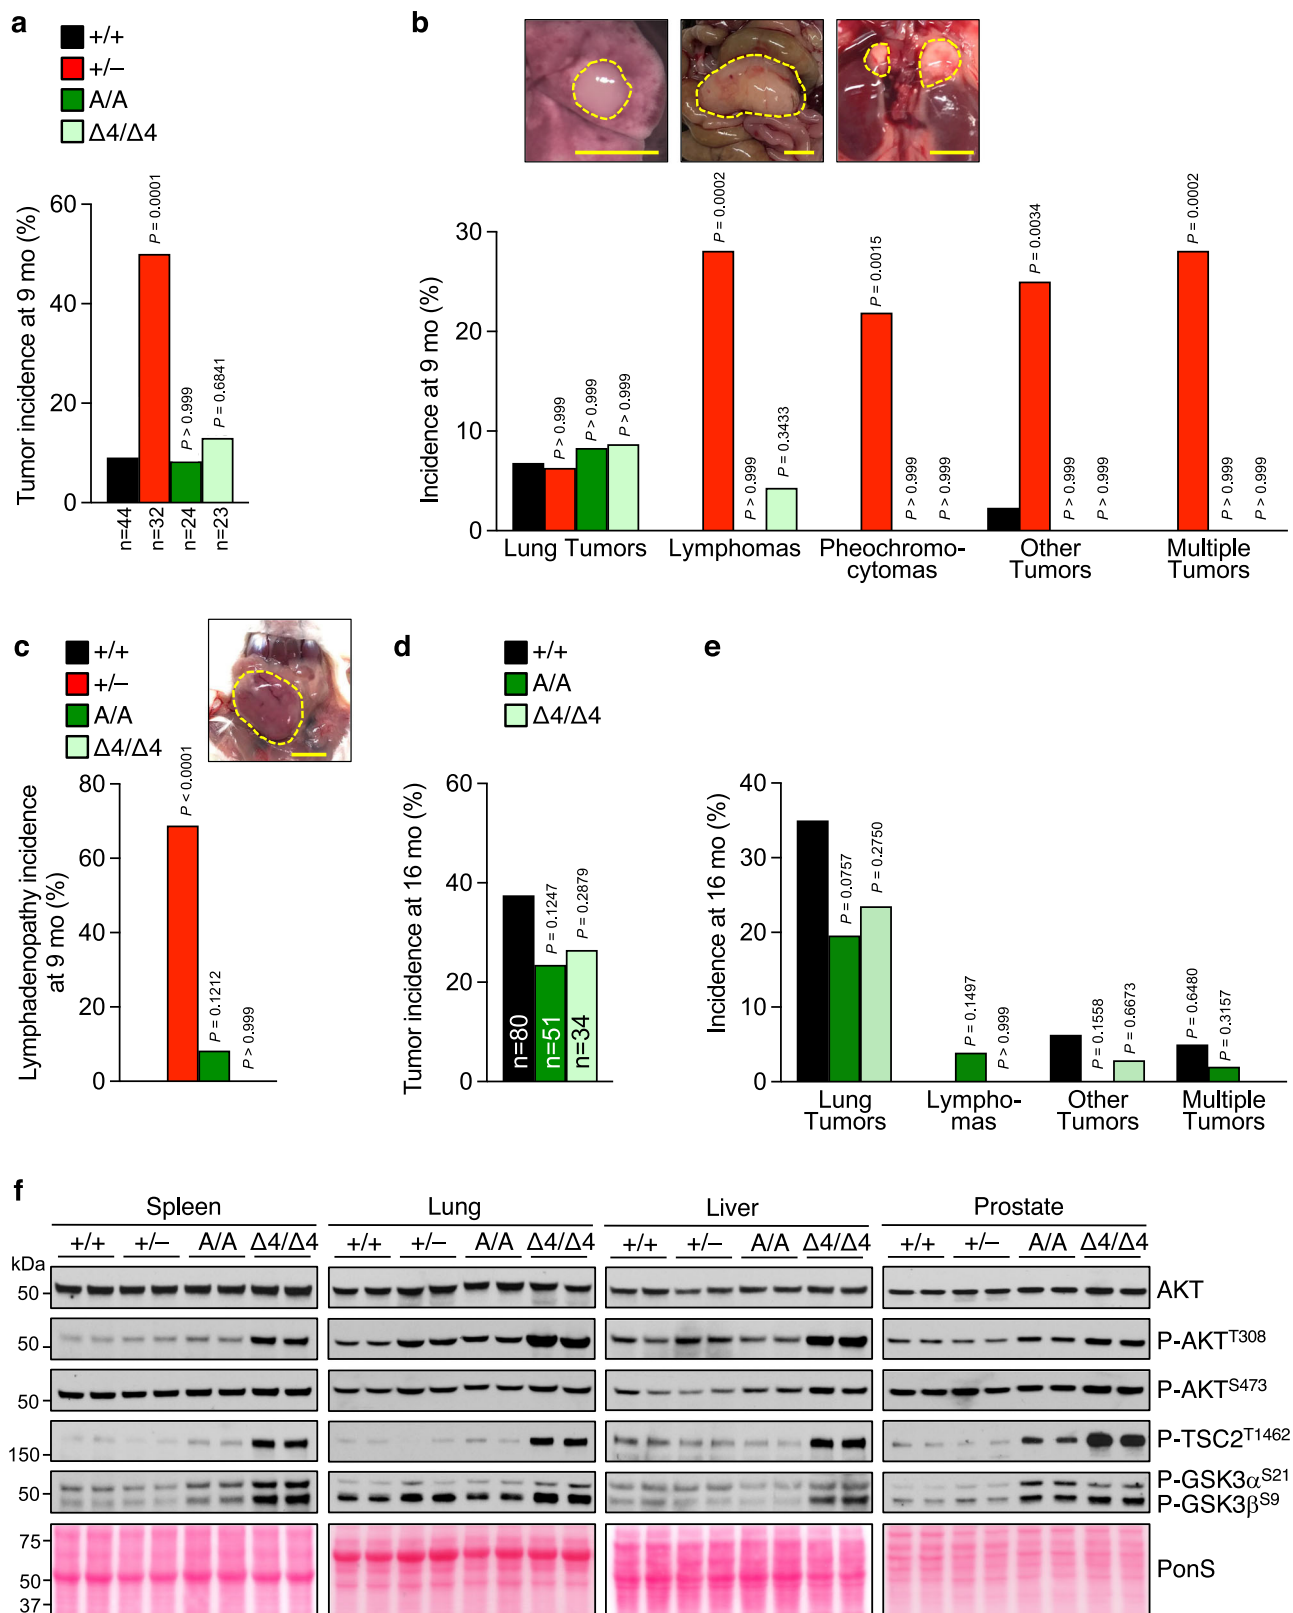 a
+/+
+/–
A/A
Δ4/Δ4
Tumor incidence at 9 mo (%)
60
40
20
0
P = 0.0001
P > 0.999
P = 0.6841
n=44
n=32
n=24
n=23
b
Incidence at 9 mo (%)
30
20
10
0
P > 0.999
P > 0.999
P > 0.999
P = 0.0002
P > 0.999
P = 0.3433
P = 0.0015
P > 0.999
P > 0.999
P = 0.0034
P > 0.999
P > 0.999
P = 0.0002
P > 0.999
P > 0.999
Lung Tumors
Lymphomas
Pheochromo-
cytomas
Other
Tumors
Multiple
Tumors
c
+/+
+/–
A/A
Δ4/Δ4
Lymphadenopathy incidence
at 9 mo (%)
80
60
40
20
0
P < 0.0001
P = 0.1212
P > 0.999
d
+/+
A/A
Δ4/Δ4
Tumor incidence at 16 mo (%)
60
40
20
0
P = 0.1247
P = 0.2879
n=80
n=51
n=34
e
Incidence at 16 mo (%)
40
30
20
10
0
P = 0.0757
P = 0.2750
P = 0.1497
P > 0.999
P = 0.1558
P = 0.6673
P = 0.6480
P = 0.3157
Lung
Tumors
Lympho-
mas
Other
Tumors
Multiple
Tumors
f
Spleen Lung Liver Prostate
+/+ +/– A/A Δ4/Δ4 +/+ +/– A/A Δ4/Δ4 +/+ +/– A/A Δ4/Δ4 +/+ +/– A/A Δ4/Δ4
kDa
50 AKT
50 P-AKTT308
50 P-AKTS473
150 P-TSC2T1462
P-GSK3αS21
50
P-GSK3βS9
75
50 PonS
37